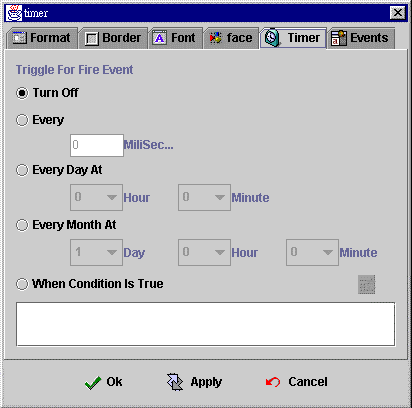 timer
Format Border Font face Timer Events
Triggle For Fire Event
Turn Off
Every
0 MiliSec...
Every Day At
0 Hour 0 Minute
Every Month At
1 Day 0 Hour 0 Minute
When Condition Is True
Ok Apply Cancel